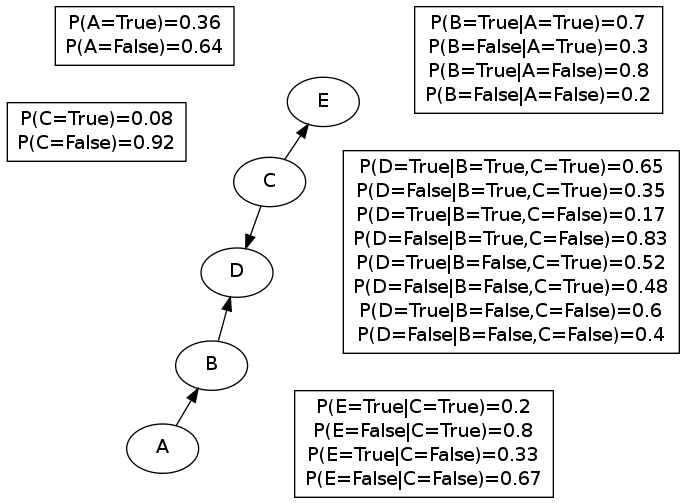 P(A=True)=0.36
P(A=False)=0.64
P(B=True|A=True)=0.7
P(B=False|A=True)=0.3
P(B=True|A=False)=0.8
P(B=False|A=False)=0.2
P(C=True)=0.08
P(C=False)=0.92
E
C
D
B
A
P(D=True|B=True,C=True)=0.65
P(D=False|B=True,C=True)=0.35
P(D=True|B=True,C=False)=0.17
P(D=False|B=True,C=False)=0.83
P(D=True|B=False,C=True)=0.52
P(D=False|B=False,C=True)=0.48
P(D=True|B=False,C=False)=0.6
P(D=False|B=False,C=False)=0.4
P(E=True|C=True)=0.2
P(E=False|C=True)=0.8
P(E=True|C=False)=0.33
P(E=False|C=False)=0.67